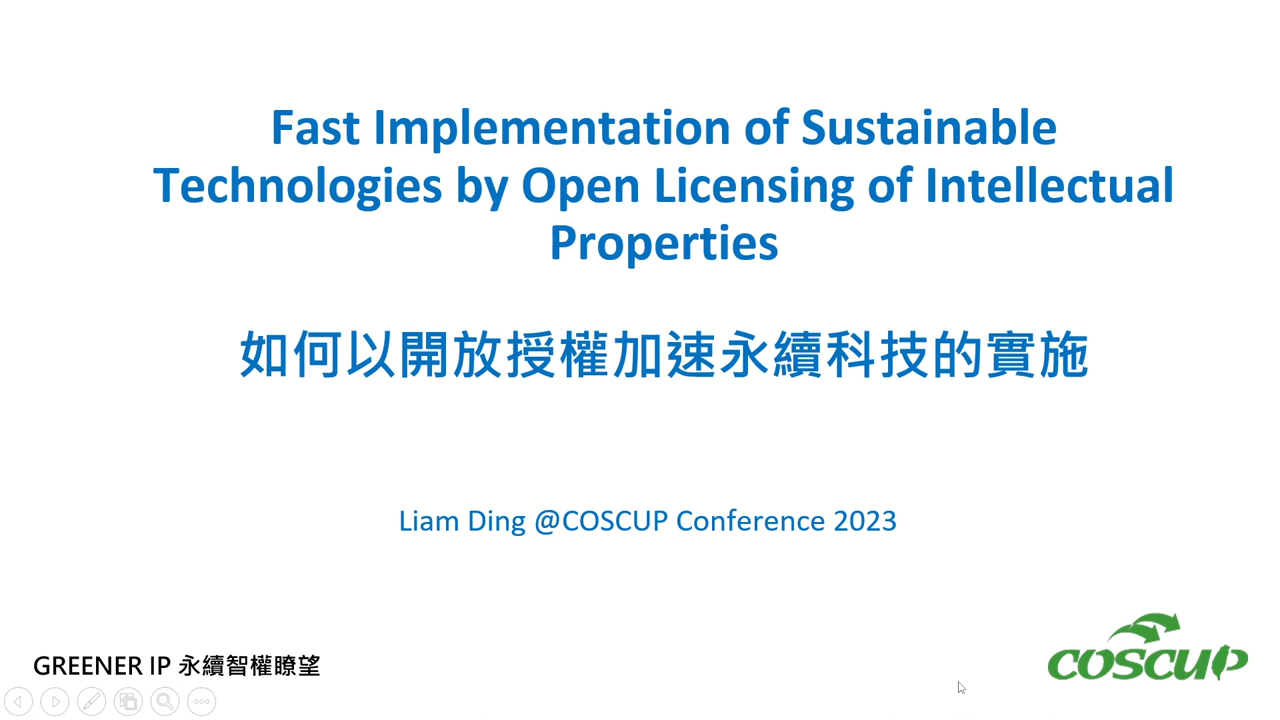 Fast Implementation of Sustainable
Technologies by Open Licensing of Intellectual
Properties
如何以開放授權加速永續科技的實施
Liam Ding @COSCUP Conference 2023
GREENER IP 永續智權瞭望
COSCUP